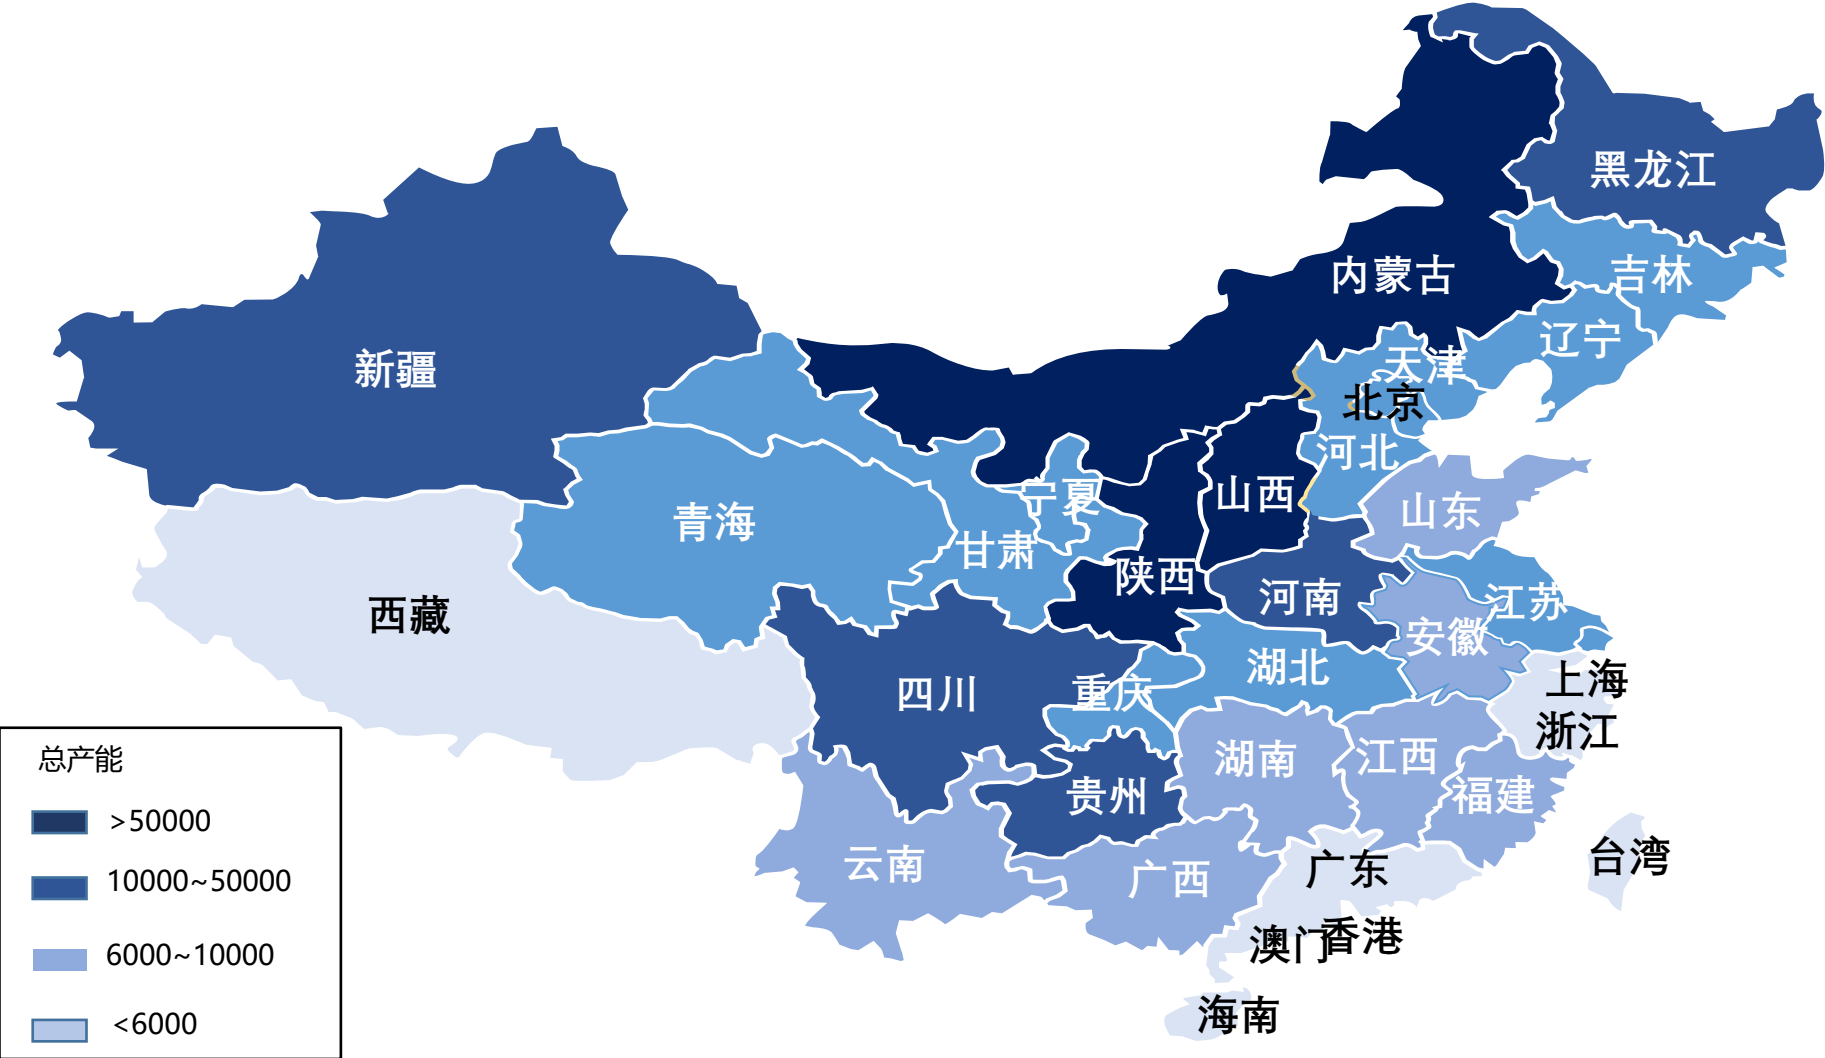 黑龙江
内蒙古
吉林
辽宁
新疆
天津
北京
河北
宁夏
山西
山东
青海
甘肃
陕西
河南
江苏
西藏
安徽
湖北
上海
四川
重庆
浙江
湖南
江西
贵州
福建
云南
广西
广东
台湾
澳门
香港
海南
总产能
>50000
10000~50000
6000~10000
<6000